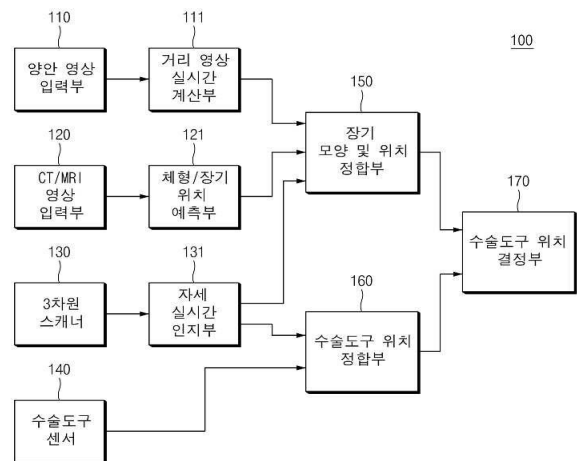 110
111
100
양안 영상
입력부
거리 영상
실시간
계산부
150
장기
모양 및 위치
정합부
120
121
CT/MRI
영상
입력부
체형/장기
위치
예측부
170
수술도구 위치
결정부
130
131
3차원
스캐너
자세
실시간
인지부
160
수술도구 위치
정합부
140
수술도구
센서